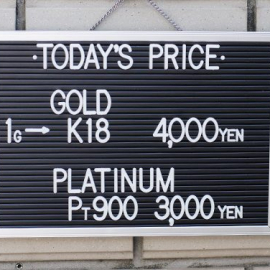 ·TODAY'S PRICE·
GOLD
1G→ K18 4,000YEN
PLATINUM
PT900 3,000YEN